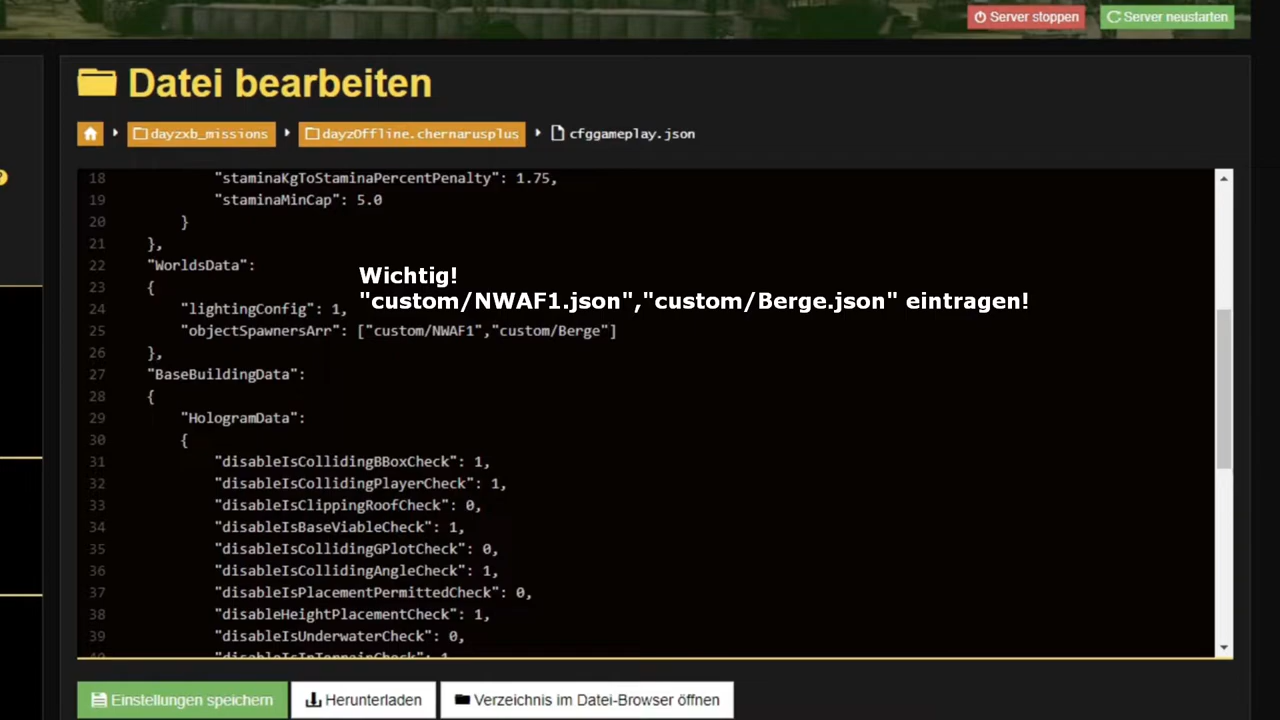 Server stoppen
Server neustarten
Datei bearbeiten
dayzxb_missions
dayzOffline.chernarusplus
cfggameplay.json
?
18 "staminaKgToStaminaPercentPenalty": 1.75,
19 "staminaMinCap": 5.0
20 }
21 },
22 "WorldsData":
Wichtig!
23 {
"custom/NWAF1.json","custom/Berge.json" eintragen!
24 "lightingConfig": 1,
25 "objectSpawnersArr": ["custom/NWAF1","custom/Berge"]
26 },
27 "BaseBuildingData":
28 {
29 "HologramData":
30 {
31 "disableIsCollidingBBoxCheck": 1,
32 "disableIsCollidingPlayerCheck": 1,
33 "disableIsClippingRoofCheck": 0,
34 "disableIsBaseViableCheck": 1,
35 "disableIsCollidingGPlotCheck": 0,
36 "disableIsCollidingAngleCheck": 1,
37 "disableIsPlacementPermittedCheck": 0,
38 "disableHeightPlacementCheck": 1,
39 "disableIsUnderwaterCheck": 0,
40 "disableIsInTerrainCheck": 1
Einstellungen speichern
Herunterladen
Verzeichnis im Datei-Browser öffnen